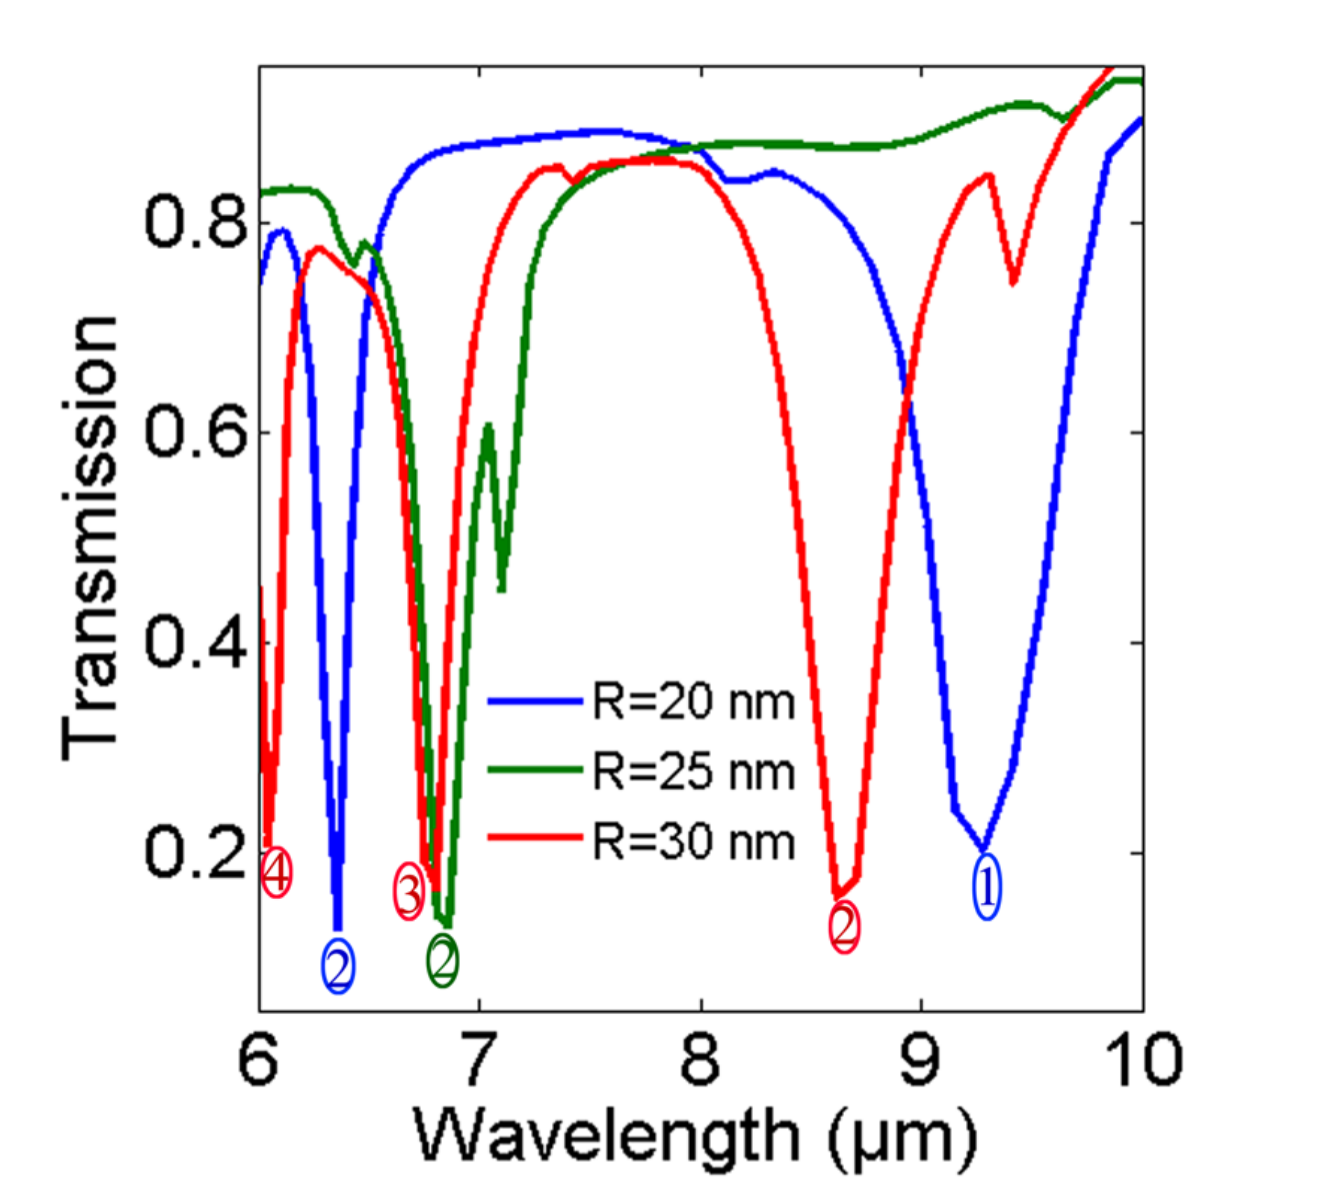 Transmission
0.8
0.6
0.4
0.2
R=20 nm
R=25 nm
R=30 nm
④ ② ③ ② ② ①
6 7 8 9 10
Wavelength (μm)